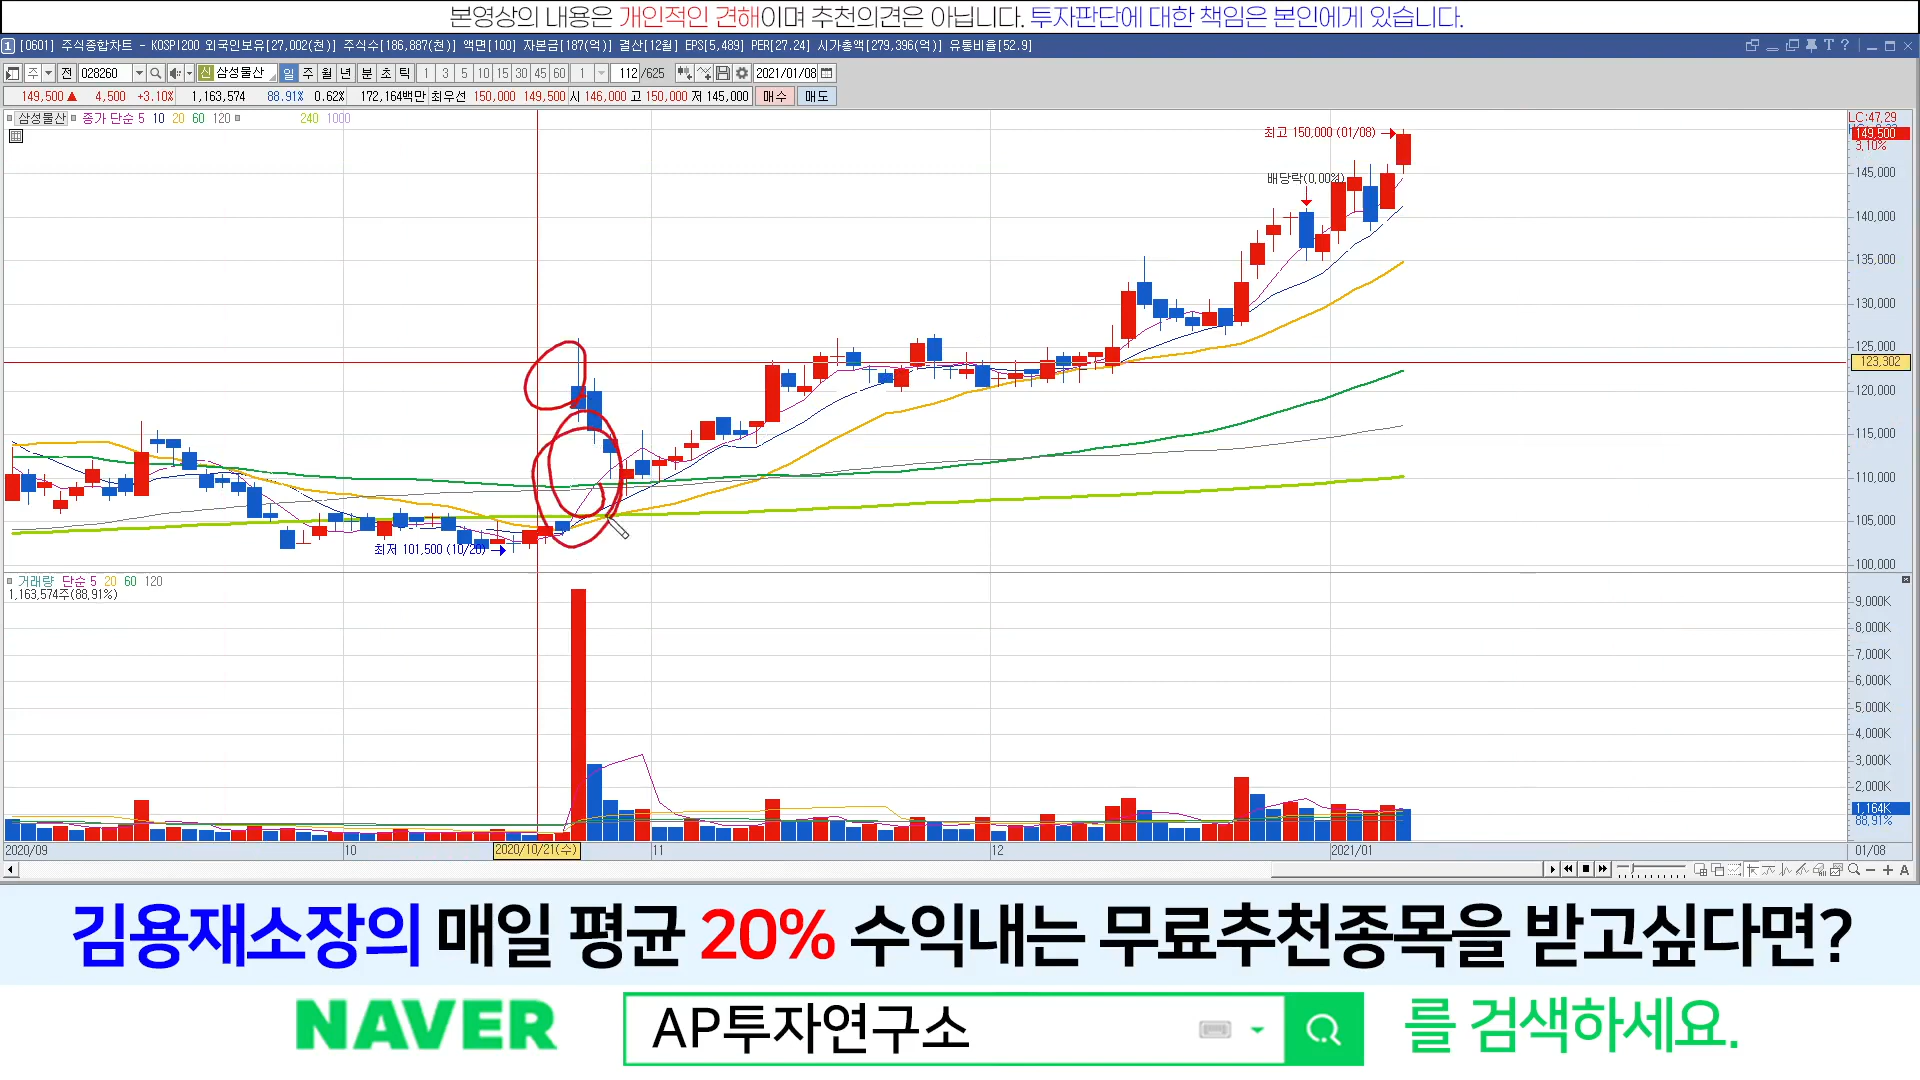 본영상의 내용은 개인적인 견해이며 추천의견은 아닙니다. 투자판단에 대한 책임은 본인에게 있습니다.
1 [0601] 주식종합차트 - KOSPI200 외국인보유[27,002(천)] 주식수[186,887(천)] 액면[100] 자본금[187(억)] 결산[12월] EPS[5,489] PER[27.24] 시가총액[279,396(억)] 유통비율[52.9]
주 전 028260 신 삼성물산 일 주 월 년 분 초 틱 1 3 5 10 15 30 45 60 1 112 /625 2021/01/08
149,500 ▲ 4,500 +3.10% 1,163,574 88.91% 0.62% 172,164백만 최우선 150,000 149,500 시 146,000 고 150,000 저 145,000 매수 매도
삼성물산 종가 단순 5 10 20 60 120 240 1000
LC:47,29
최고 150,000 (01/08)
149,500
3,10%
배당락(0,00%)
145,000
140,000
135,000
130,000
125,000
123,302
120,000
115,000
110,000
105,000
최저 101,500 (10/20)
100,000
거래량 단순 5 20 60 120
1,163,574주(88,91%)
9,000K
8,000K
7,000K
6,000K
5,000K
4,000K
3,000K
2,000K
1,164K
88,91%
2020/09 10 2020/10/21(수) 11 12 2021/01 01/08
A
김용재소장의 매일 평균 20% 수익내는 무료추천종목을 받고싶다면?
NAVER AP투자연구소 를 검색하세요.